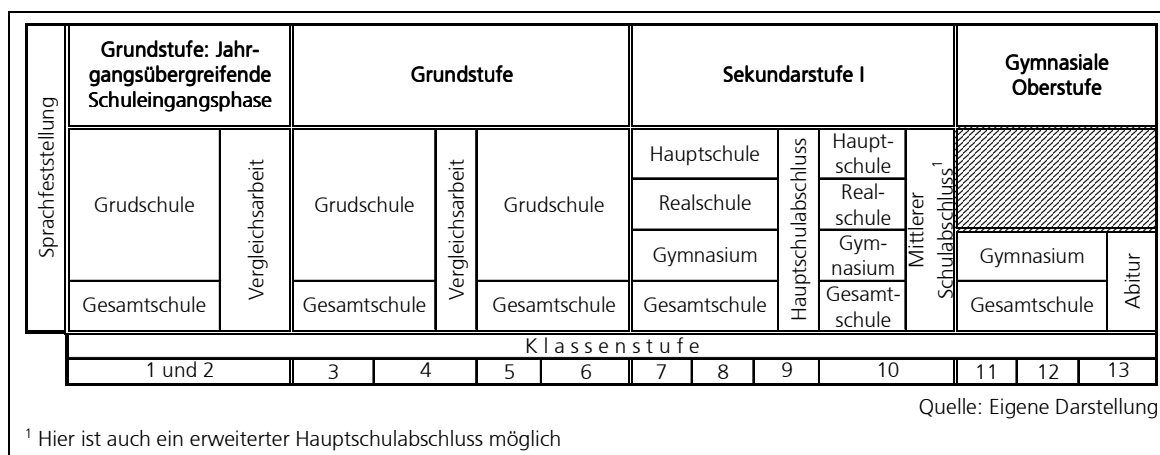 Sprachfeststellung
Grundstufe: Jahr-
gangsübergreifende
Schuleingangsphase
Grundstufe
Sekundarstufe I
Gymnasiale
Oberstufe
Grudschule
Gesamtschule
Vergleichsarbeit
Grudschule
Gesamtschule
Vergleichsarbeit
Grudschule
Gesamtschule
Hauptschule
Realschule
Gymnasium
Gesamtschule
Hauptschulabschluss
Haupt-
schule
Real-
schule
Gym-
nasium
Gesamt-
schule
Mittlerer
Schulabschluss¹
Gymnasium
Gesamtschule
Abitur
Klassenstufe
1 und 2 3 4 5 6 7 8 9 10 11 12 13
Quelle: Eigene Darstellung
¹ Hier ist auch ein erweiterter Hauptschulabschluss möglich